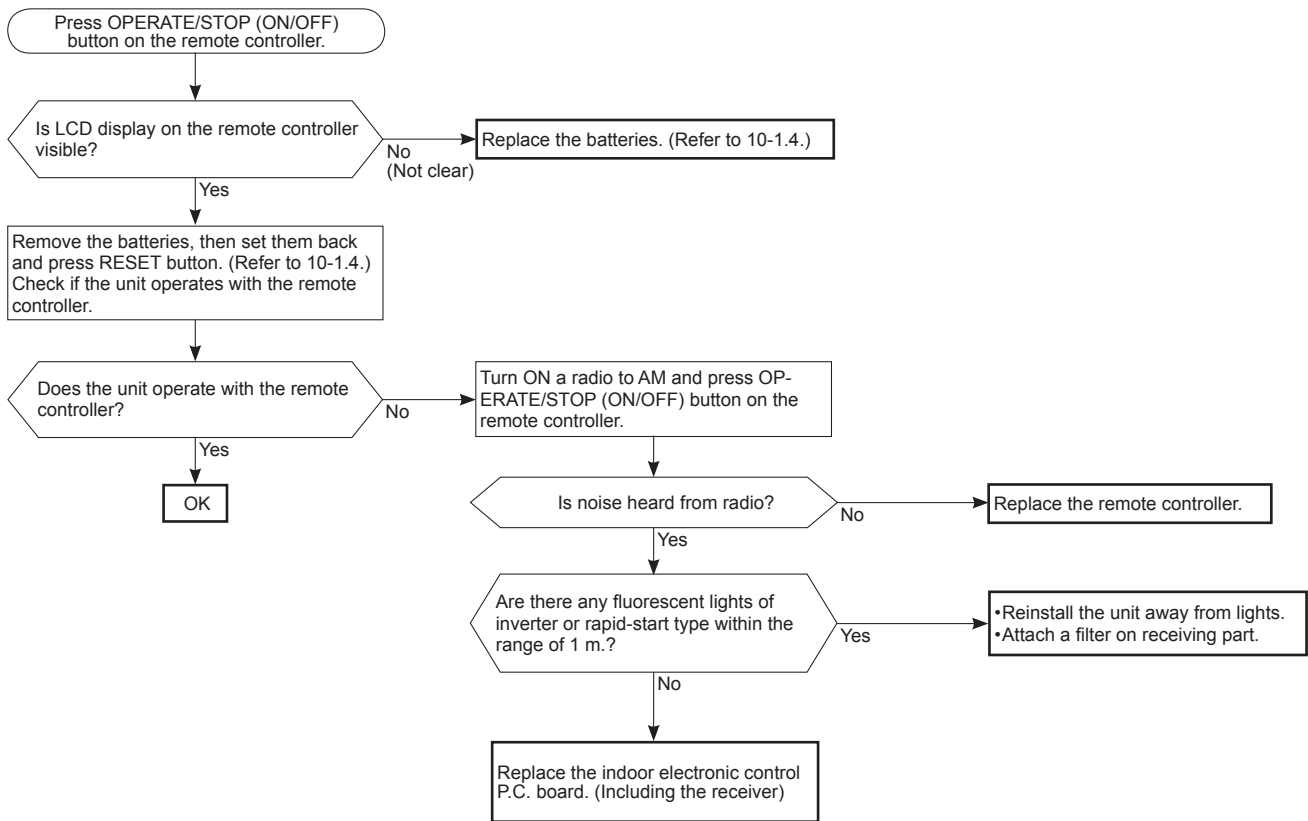 Press OPERATE/STOP (ON/OFF)
button on the remote controller.
Is LCD display on the remote controller
visible?
No
(Not clear)
Replace the batteries. (Refer to 10-1.4.)
Yes
Remove the batteries, then set them back
and press RESET button. (Refer to 10-1.4.)
Check if the unit operates with the remote
controller.
Does the unit operate with the remote
controller?
No
Yes
OK
Turn ON a radio to AM and press OP-
ERATE/STOP (ON/OFF) button on the
remote controller.
Is noise heard from radio?
No
Replace the remote controller.
Yes
Are there any fluorescent lights of
inverter or rapid-start type within the
range of 1 m.?
Yes
•Reinstall the unit away from lights.
•Attach a filter on receiving part.
No
Replace the indoor electronic control
P.C. board. (Including the receiver)